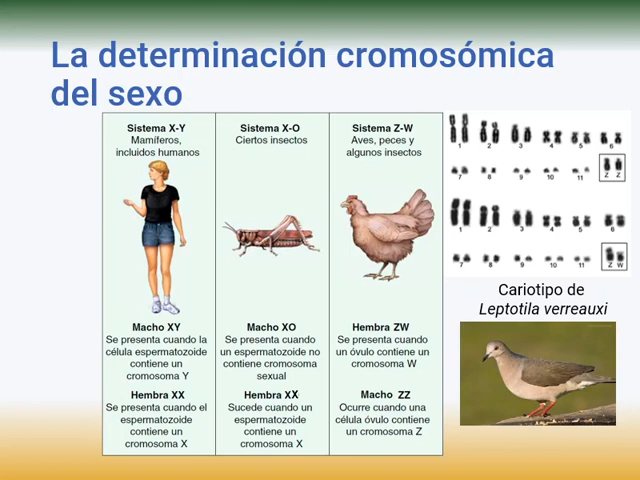 La determinación cromosómica
del sexo
Sistema X-Y
Mamíferos,
incluidos humanos
Macho XY
Se presenta cuando la
célula espermatozoide
contiene un
cromosoma Y
Hembra XX
Se presenta cuando el
espermatozoide
contiene un
cromosoma X
Sistema X-O
Ciertos insectos
Macho XO
Se presenta cuando
un espermatozoide no
contiene cromosoma
sexual
Hembra XX
Sucede cuando un
espermatozoide
contiene un
cromosoma X
Sistema Z-W
Aves, peces y
algunos insectos
Hembra ZW
Se presenta cuando
un óvulo contiene un
cromosoma W
Macho ZZ
Ocurre cuando una
célula óvulo contiene
un cromosoma Z
1 2 3 4 5 6
7 8 9 10 11 Z Z
1 2 3 4 5 6
7 8 9 10 11 Z W
Cariotipo de
Leptotila verreauxi